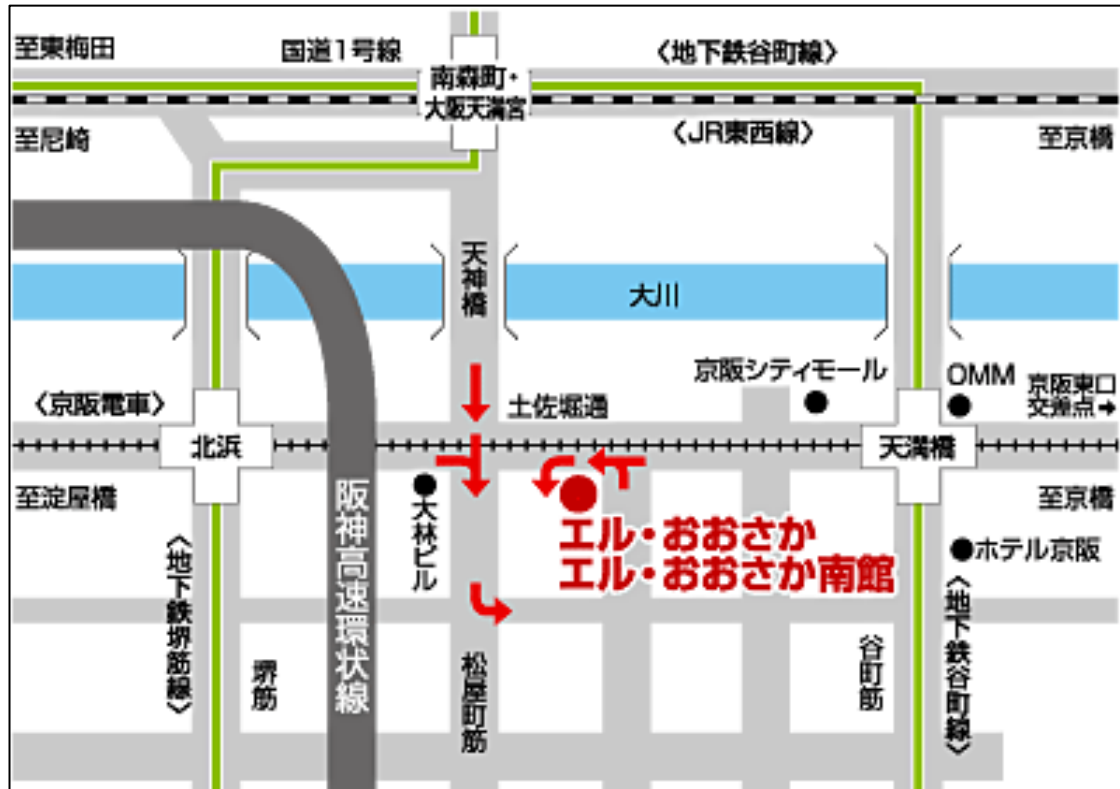 至東梅田
国道1号線
南森町・
大阪天満宮
〈地下鉄谷町線〉
至尼崎
〈JR東西線〉
至京橋
天神橋
大川
京阪シティモール
OMM
京阪東口
交差点➔
〈京阪電車〉
土佐堀通
北浜
天満橋
至淀屋橋
至京橋
大林ビル
エル・おおさか
エル・おおさか南館
ホテル京阪
阪神高速環状線
〈地下鉄堺筋線〉
堺筋
松屋町筋
谷町筋
〈地下鉄谷町線〉